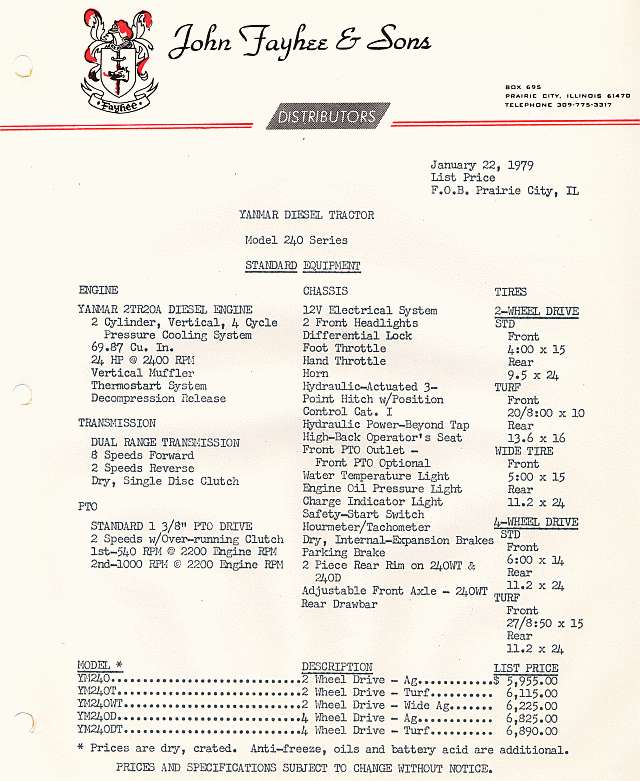 John Fayhee & Sons
Fayhee
BOX 695
PRAIRIE CITY, ILLINOIS 61470
TELEPHONE 309-775-3317
DISTRIBUTORS
January 22, 1979
List Price
F.O.B. Prairie City, IL
YANMAR DIESEL TRACTOR
Model 240 Series
STANDARD EQUIPMENT
ENGINE
YANMAR 2TR20A DIESEL ENGINE
2 Cylinder, Vertical, 4 Cycle
Pressure Cooling System
69.87 Cu. In.
24 HP @ 2400 RPM
Vertical Muffler
Thermostart System
Decompression Release
TRANSMISSION
DUAL RANGE TRANSMISSION
8 Speeds Forward
2 Speeds Reverse
Dry, Single Disc Clutch
PTO
STANDARD 1 3/8" PTO DRIVE
2 Speeds w/Over-running Clutch
1st-540 RPM @ 2200 Engine RPM
2nd-1000 RPM @ 2200 Engine RPM
CHASSIS
12V Electrical System
2 Front Headlights
Differential Lock
Foot Throttle
Hand Throttle
Horn
Hydraulic-Actuated 3-
Point Hitch w/Position
Control Cat. I
Hydraulic Power-Beyond Tap
High-Back Operator's Seat
Front PTO Outlet -
Front PTO Optional
Water Temperature Light
Engine Oil Pressure Light
Charge Indicator Light
Safety-Start Switch
Hourmeter/Tachometer
Dry, Internal-Expansion Brakes
Parking Brake
2 Piece Rear Rim on 240WT &
240D
Adjustable Front Axle - 240WT
Rear Drawbar
TIRES
2-WHEEL DRIVE
STD
Front
4:00 x 15
Rear
9.5 x 24
TURF
Front
20/8:00 x 10
Rear
13.6 x 16
WIDE TIRE
Front
5:00 x 15
Rear
11.2 x 24
4-WHEEL DRIVE
STD
Front
6:00 x 14
Rear
11.2 x 24
TURF
Front
27/8:50 x 15
Rear
11.2 x 24
MODEL * DESCRIPTION LIST PRICE
YM240..............................2 Wheel Drive - Ag............$ 5,955.00
YM240T.............................2 Wheel Drive - Turf.......... 6,115.00
YM240WT............................2 Wheel Drive - Wide Ag....... 6,225.00
YM240D.............................4 Wheel Drive - Ag............ 6,825.00
YM240DT............................4 Wheel Drive - Turf.......... 6,890.00
* Prices are dry, crated. Anti-freeze, oils and battery acid are additional.
PRICES AND SPECIFICATIONS SUBJECT TO CHANGE WITHOUT NOTICE.